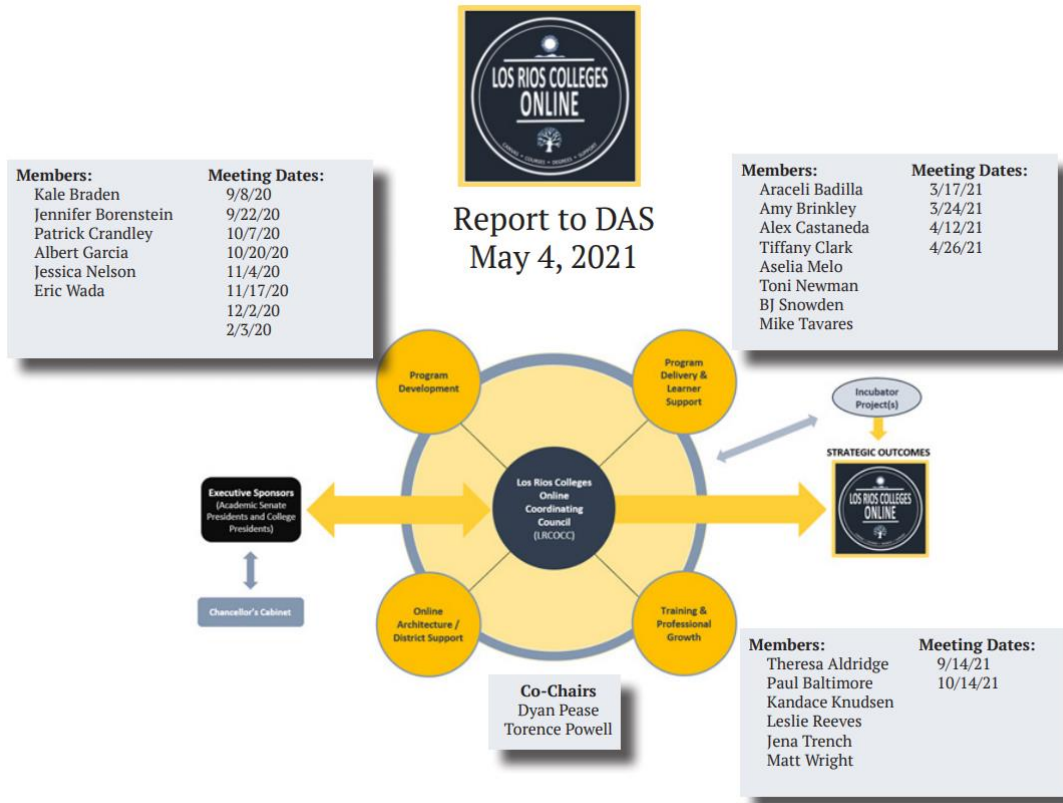 LOS RIOS COLLEGES
ONLINE
CANVAS • COURSES • DEGREES • SUPPORT
Report to DAS
May 4, 2021
Members:
Kale Braden
Jennifer Borenstein
Patrick Crandley
Albert Garcia
Jessica Nelson
Eric Wada
Meeting Dates:
9/8/20
9/22/20
10/7/20
10/20/20
11/4/20
11/17/20
12/2/20
2/3/20
Members:
Araceli Badilla
Amy Brinkley
Alex Castaneda
Tiffany Clark
Aselia Melo
Toni Newman
BJ Snowden
Mike Tavares
Meeting Dates:
3/17/21
3/24/21
4/12/21
4/26/21
Program
Development
Program
Delivery &
Learner
Support
Incubator
Project(s)
STRATEGIC OUTCOMES
LOS RIOS COLLEGES
ONLINE
Executive Sponsors
(Academic Senate
Presidents and College
Presidents)
Los Rios Colleges
Online
Coordinating
Council
(LRCOCC)
Chancellor's Cabinet
Online
Architecture /
District Support
Training &
Professional
Growth
Co-Chairs
Dyan Pease
Torence Powell
Members:
Theresa Aldridge
Paul Baltimore
Kandace Knudsen
Leslie Reeves
Jena Trench
Matt Wright
Meeting Dates:
9/14/21
10/14/21